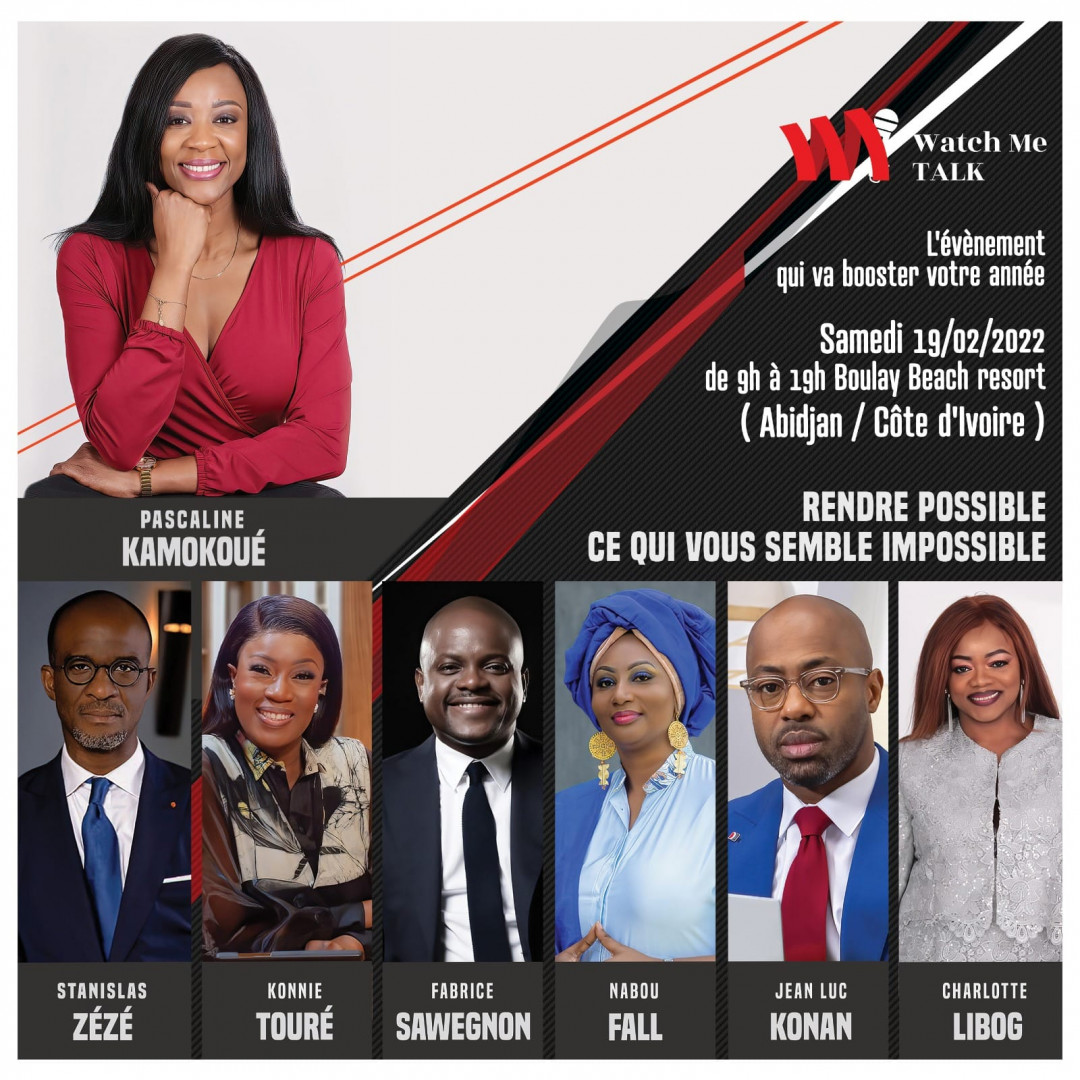 Watch Me
TALK
L'évènement
qui va booster votre année
Samedi 19/02/2022
de 9h à 19h Boulay Beach resort
( Abidjan / Côte d'Ivoire )
RENDRE POSSIBLE
CE QUI VOUS SEMBLE IMPOSSIBLE
PASCALINE
KAMOKOUÉ
STANISLAS
ZÉZÉ
KONNIE
TOURÉ
FABRICE
SAWEGNON
NABOU
FALL
JEAN LUC
KONAN
CHARLOTTE
LIBOG